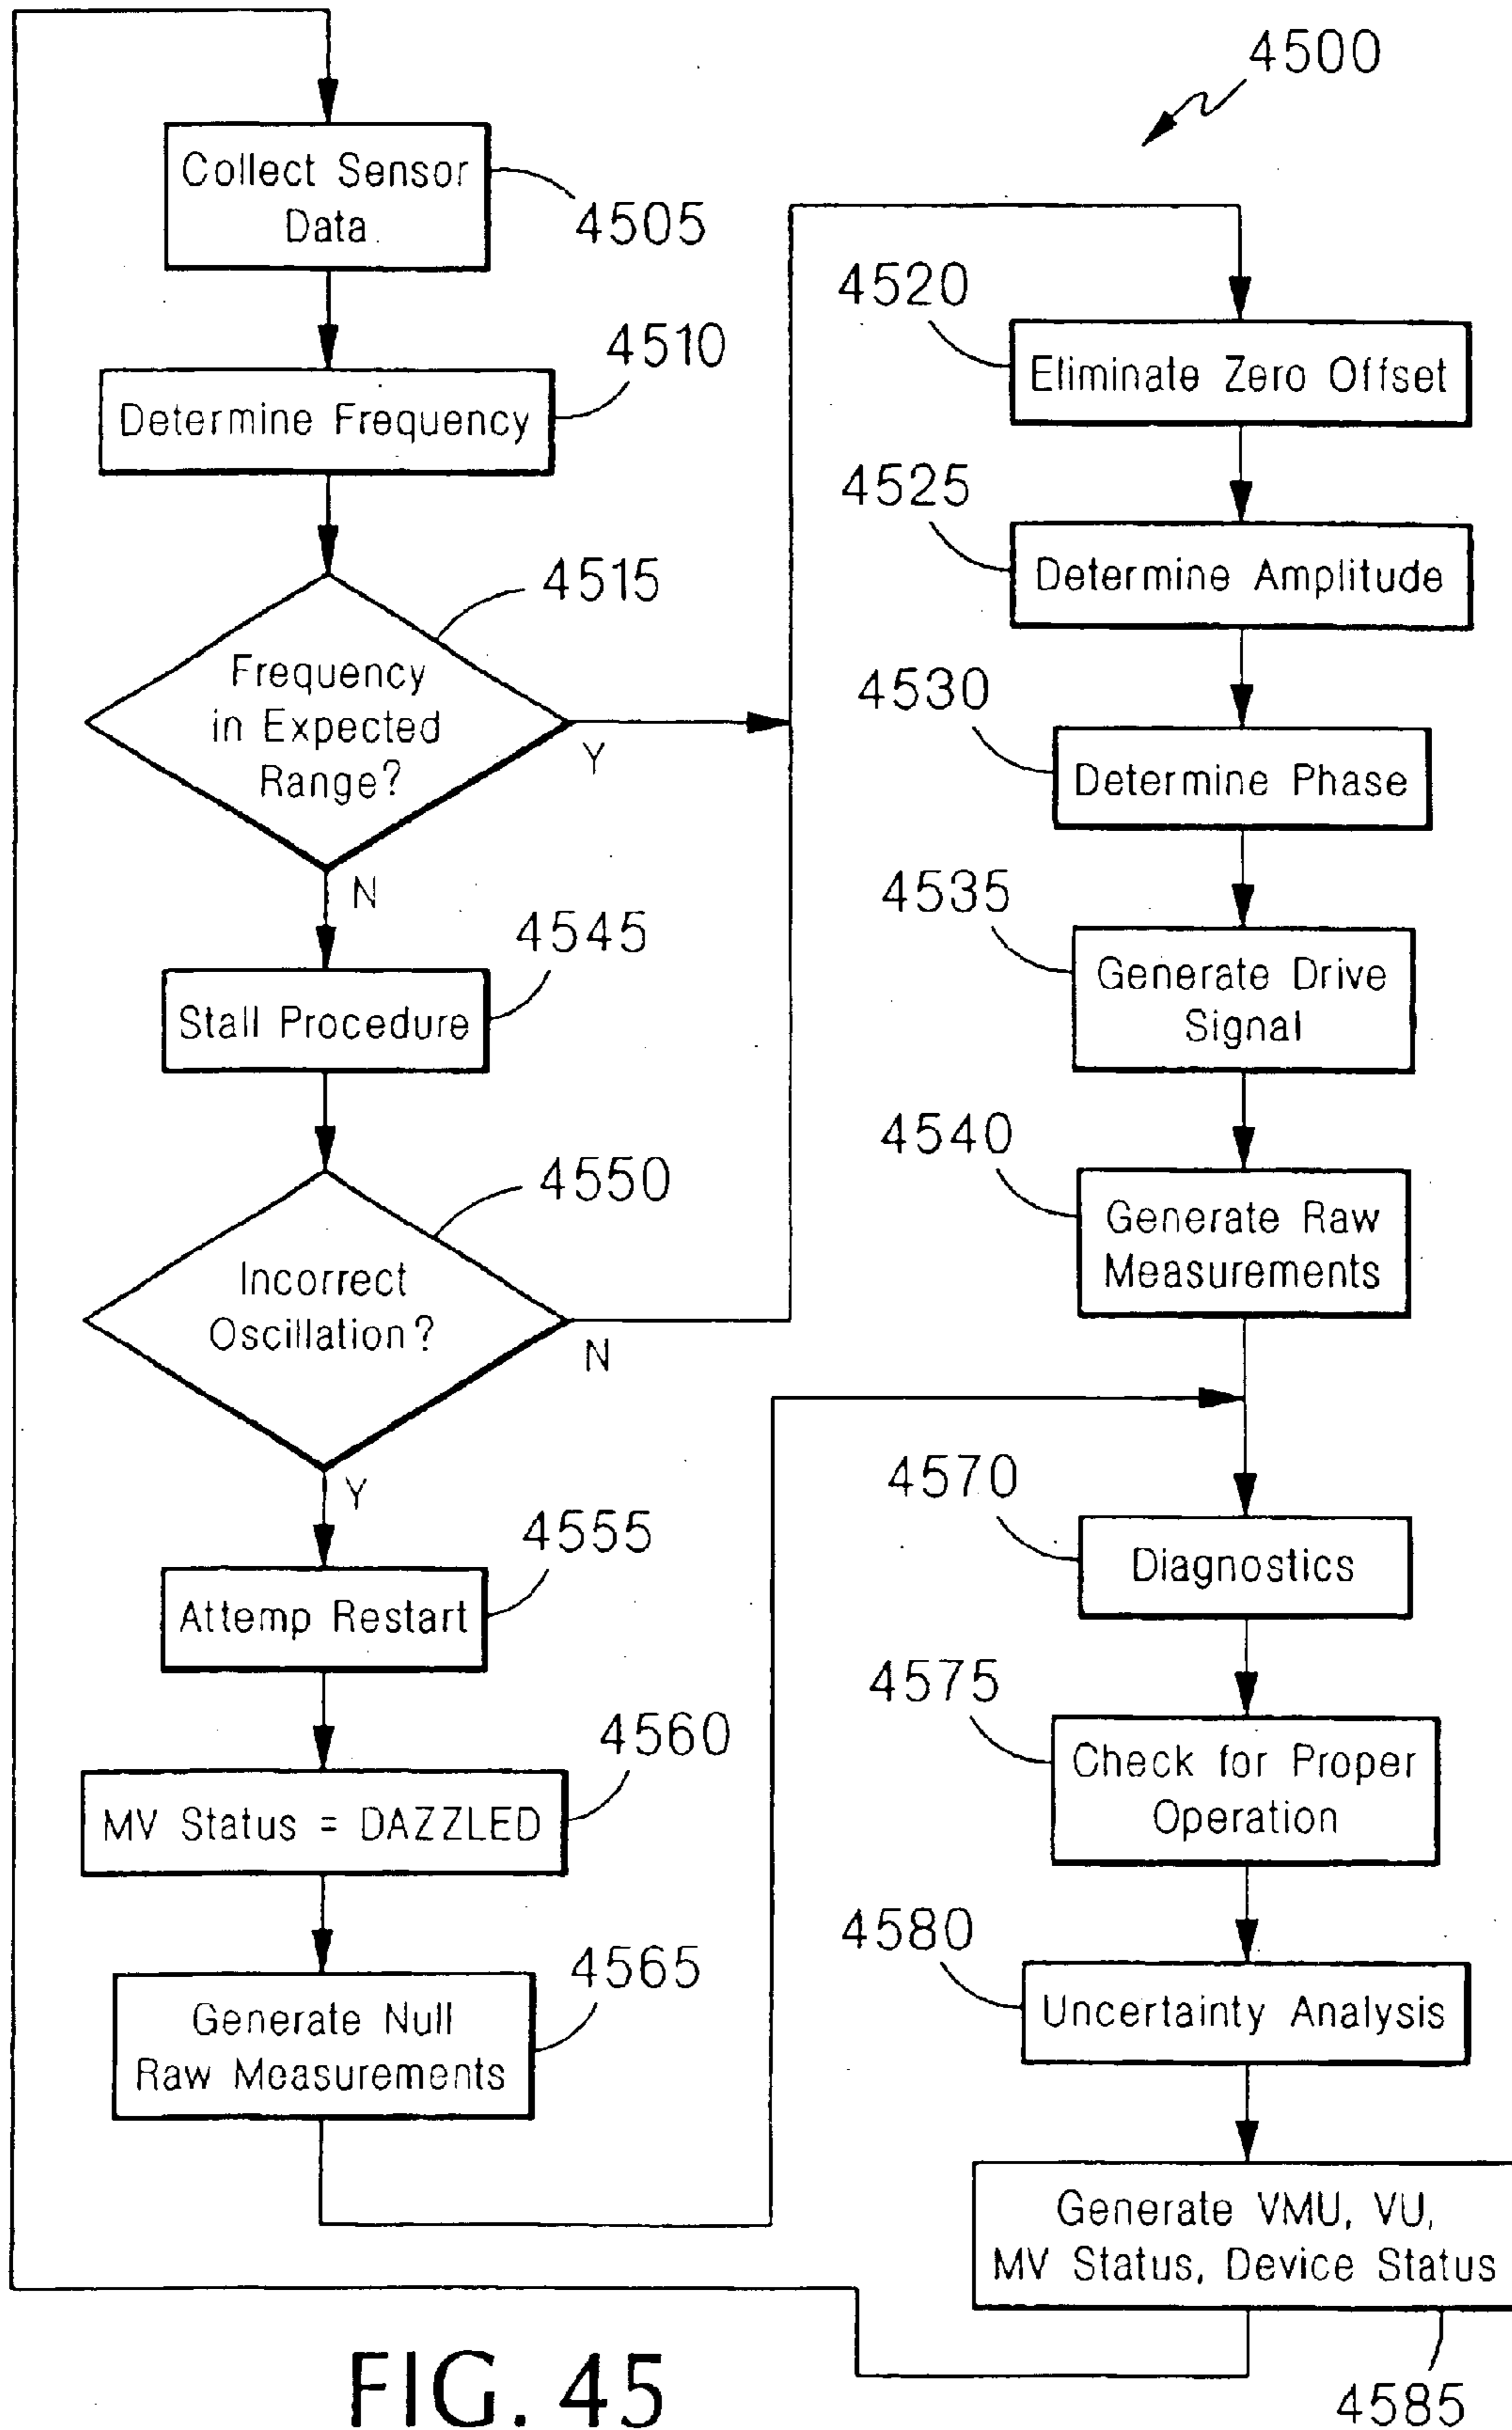 4500
Collect Sensor
Data
4505
4510
Determine Frequency
4515
Frequency
in Expected
Range?
Y
N
4545
Stall Procedure
4550
Incorrect
Oscillation?
N
Y
4555
Attemp Restart
4560
MV Status = DAZZLED
4565
Generate Null
Raw Measurements
4520
Eliminate Zero Offset
4525
Determine Amplitude
4530
Determine Phase
4535
Generate Drive
Signal
4540
Generate Raw
Measurements
4570
Diagnostics
4575
Check for Proper
Operation
4580
Uncertainty Analysis
Generate VMU, VU,
MV Status, Device Status
4585
FIG. 45